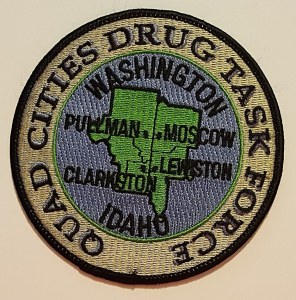 QUAD CITIES DRUG TASK FORCE
WASHINGTON
PULLMAN MOSCOW
LEWISTON
CLARKSTON
IDAHO